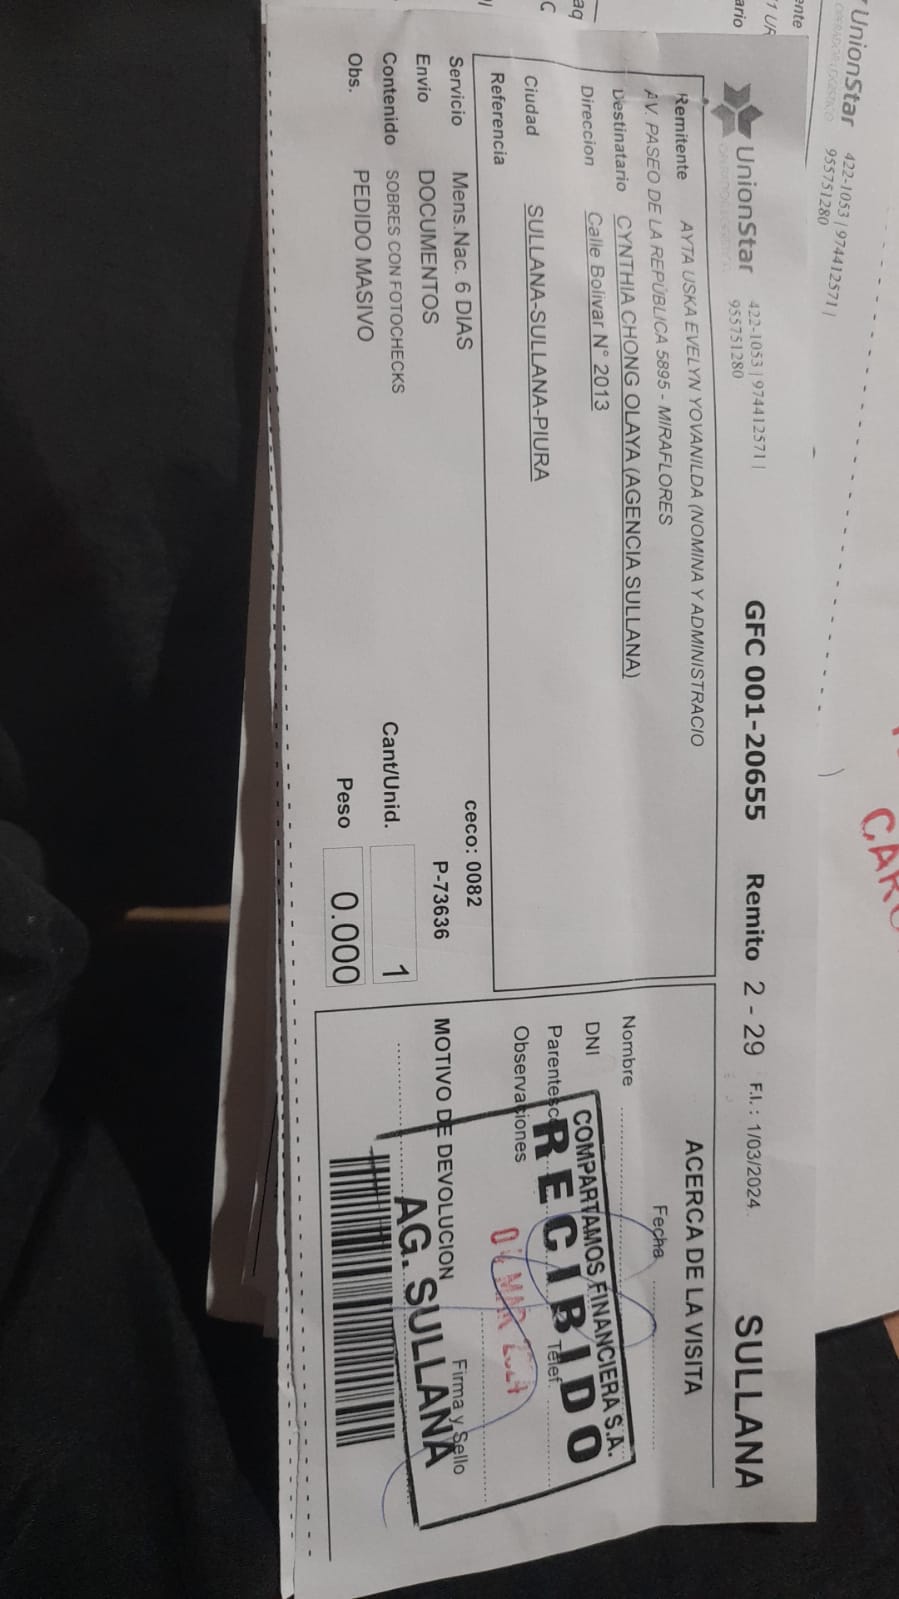 UnionStar
422-1053 | 974412571 |
955751280
UnionStar
422-1053 | 974412571 |
955751280
GFC 001-20655 Remito 2 - 29 F.I. : 1/03/2024 SULLANA
Remitente AYTA USKA EVELYN YOVANILDA (NOMINA Y ADMINISTRACIO
AV. PASEO DE LA REPÚBLICA 5895 - MIRAFLORES
Destinatario CYNTHIA CHONG OLAYA (AGENCIA SULLANA)
Direccion Calle Bolivar N° 2013
Ciudad SULLANA-SULLANA-PIURA
Referencia
Servicio Mens.Nac. 6 DIAS
ceco: 0082
Envio DOCUMENTOS
P-73636
Contenido SOBRES CON FOTOCHECKS
Cant/Unid. 1
Obs. PEDIDO MASIVO
Peso 0.000
ACERCA DE LA VISITA
Fecha
Nombre
DNI
Parentesco
Telef.
Observaciones
MOTIVO DE DEVOLUCION
Firma y Sello
COMPARTAMOS FINANCIERA S.A.
RECIBIDO
04 MAR 2024
AG. SULLANA